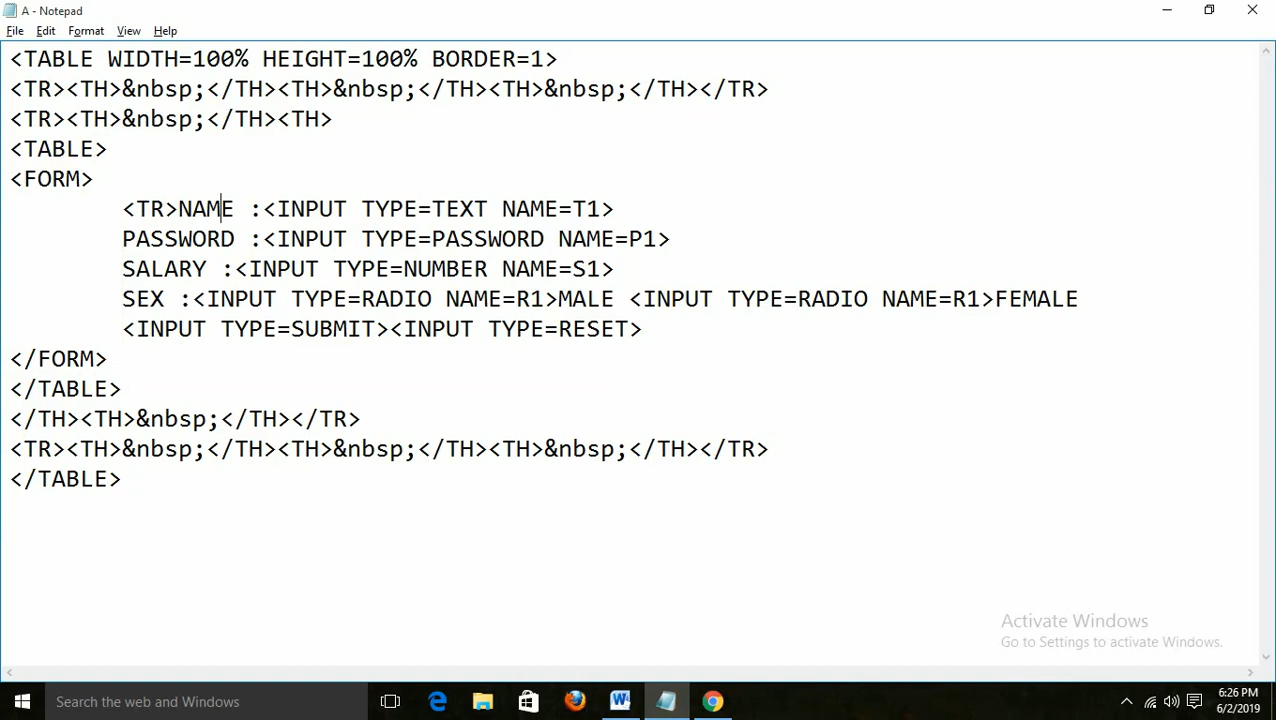 A - Notepad
File Edit Format View Help
<TABLE WIDTH=100% HEIGHT=100% BORDER=1>
<TR><TH>&nbsp;</TH><TH>&nbsp;</TH><TH>&nbsp;</TH></TR>
<TR><TH>&nbsp;</TH><TH>
<TABLE>
<FORM>
<TR>NAME :<INPUT TYPE=TEXT NAME=T1>
PASSWORD :<INPUT TYPE=PASSWORD NAME=P1>
SALARY :<INPUT TYPE=NUMBER NAME=S1>
SEX :<INPUT TYPE=RADIO NAME=R1>MALE <INPUT TYPE=RADIO NAME=R1>FEMALE
<INPUT TYPE=SUBMIT><INPUT TYPE=RESET>
</FORM>
</TABLE>
</TH><TH>&nbsp;</TH></TR>
<TR><TH>&nbsp;</TH><TH>&nbsp;</TH><TH>&nbsp;</TH></TR>
</TABLE>
Activate Windows
Go to Settings to activate Windows.
Search the web and Windows
6:26 PM
6/2/2019